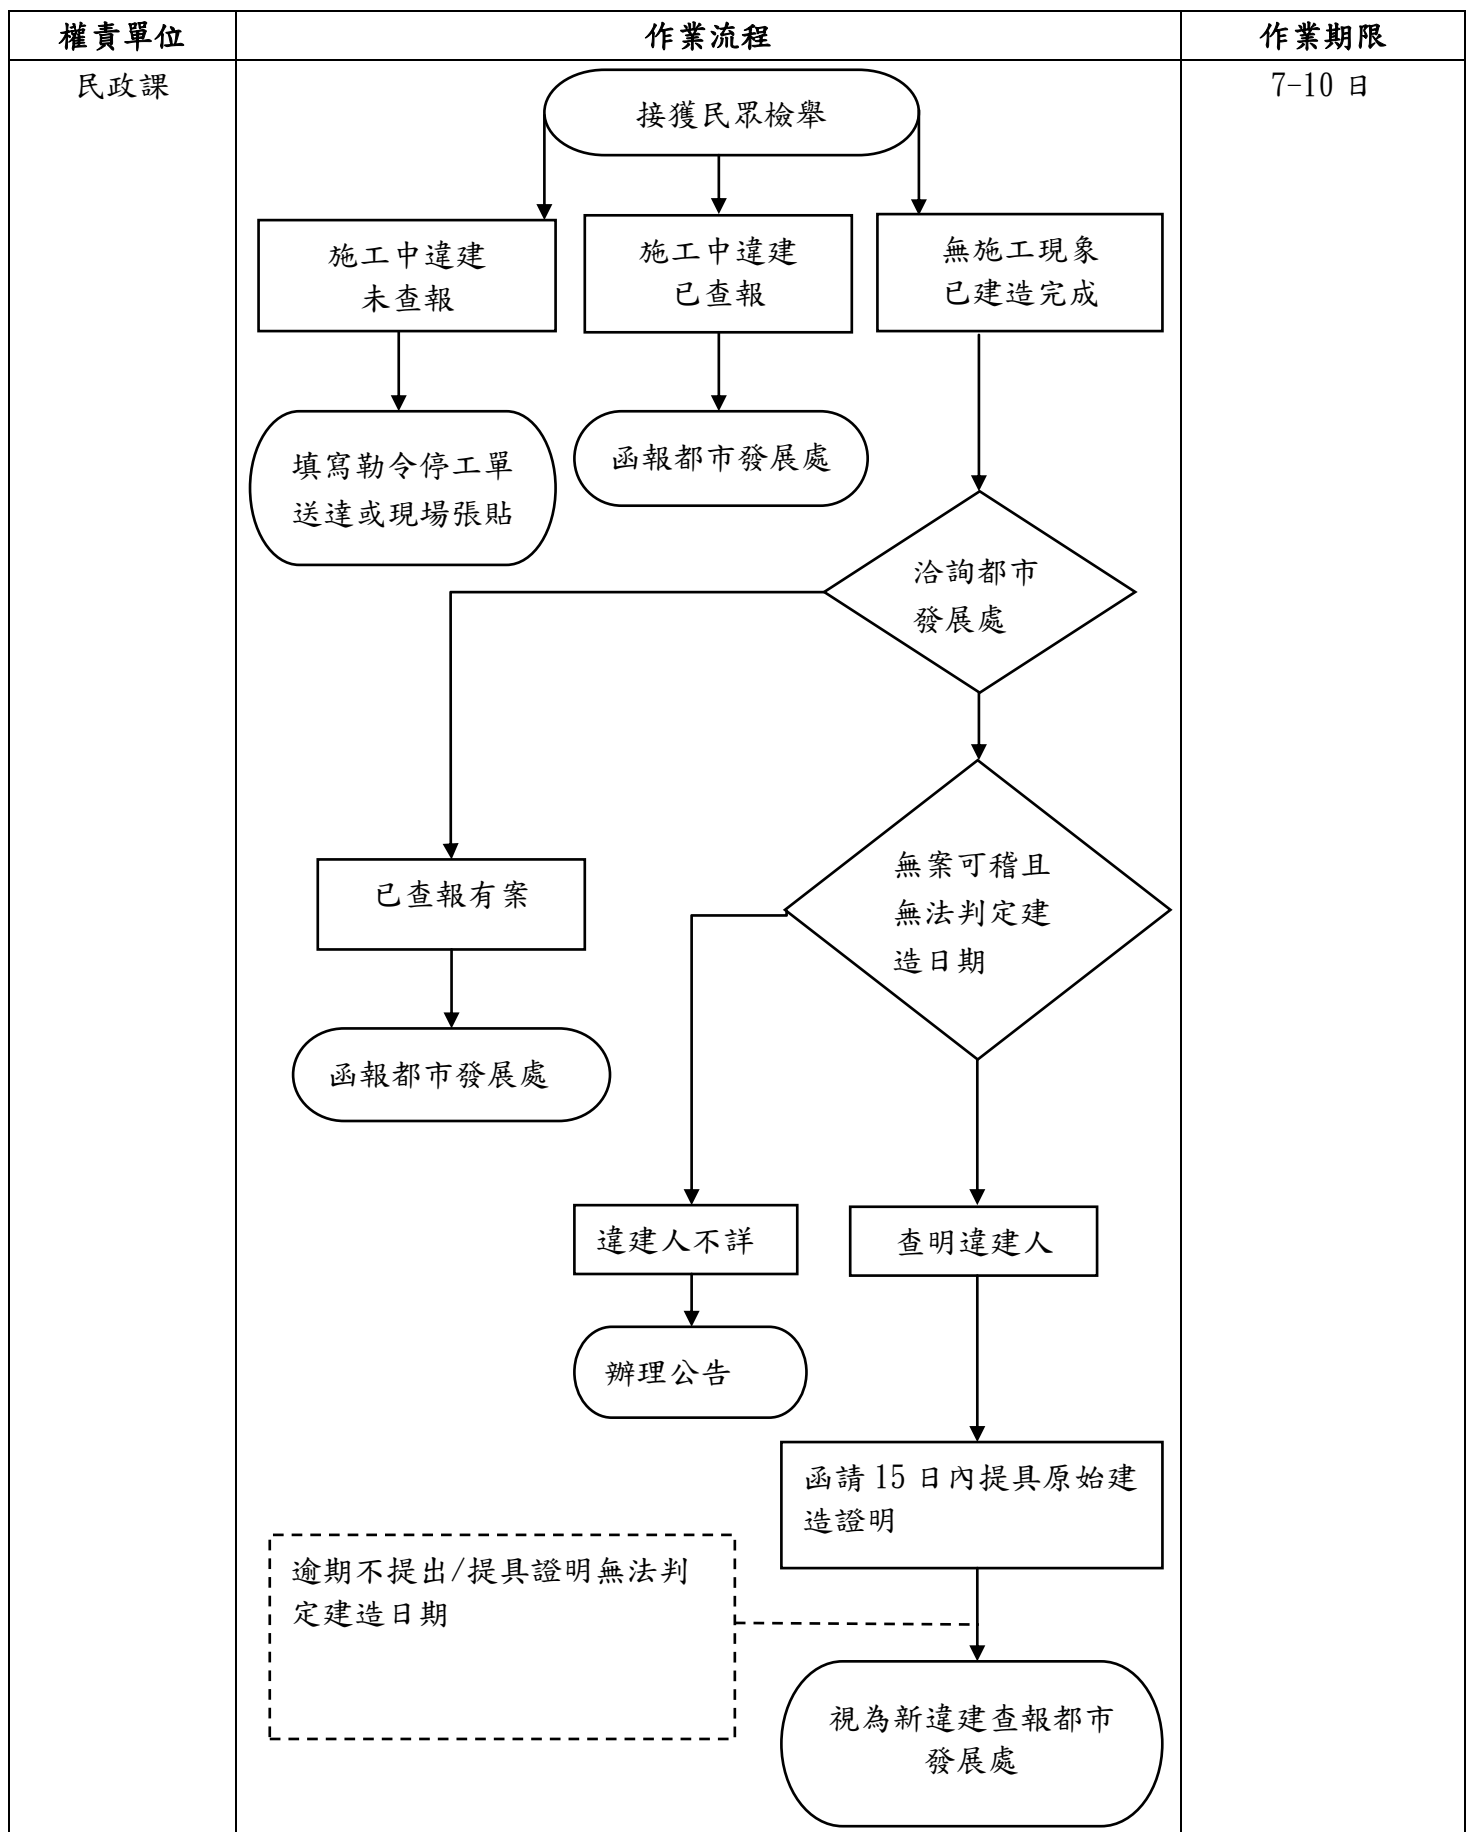 權責單位
作業流程
作業期限
民政課
7-10 日
接獲民眾檢舉
施工中違建
未查報
施工中違建
已查報
無施工現象
已建造完成
填寫勒令停工單
送達或現場張貼
函報都市發展處
洽詢都市
發展處
已查報有案
無案可稽且
無法判定建
造日期
函報都市發展處
違建人不詳
查明違建人
辦理公告
函請 15 日內提具原始建
造證明
逾期不提出/提具證明無法判
定建造日期
視為新違建查報都市
發展處